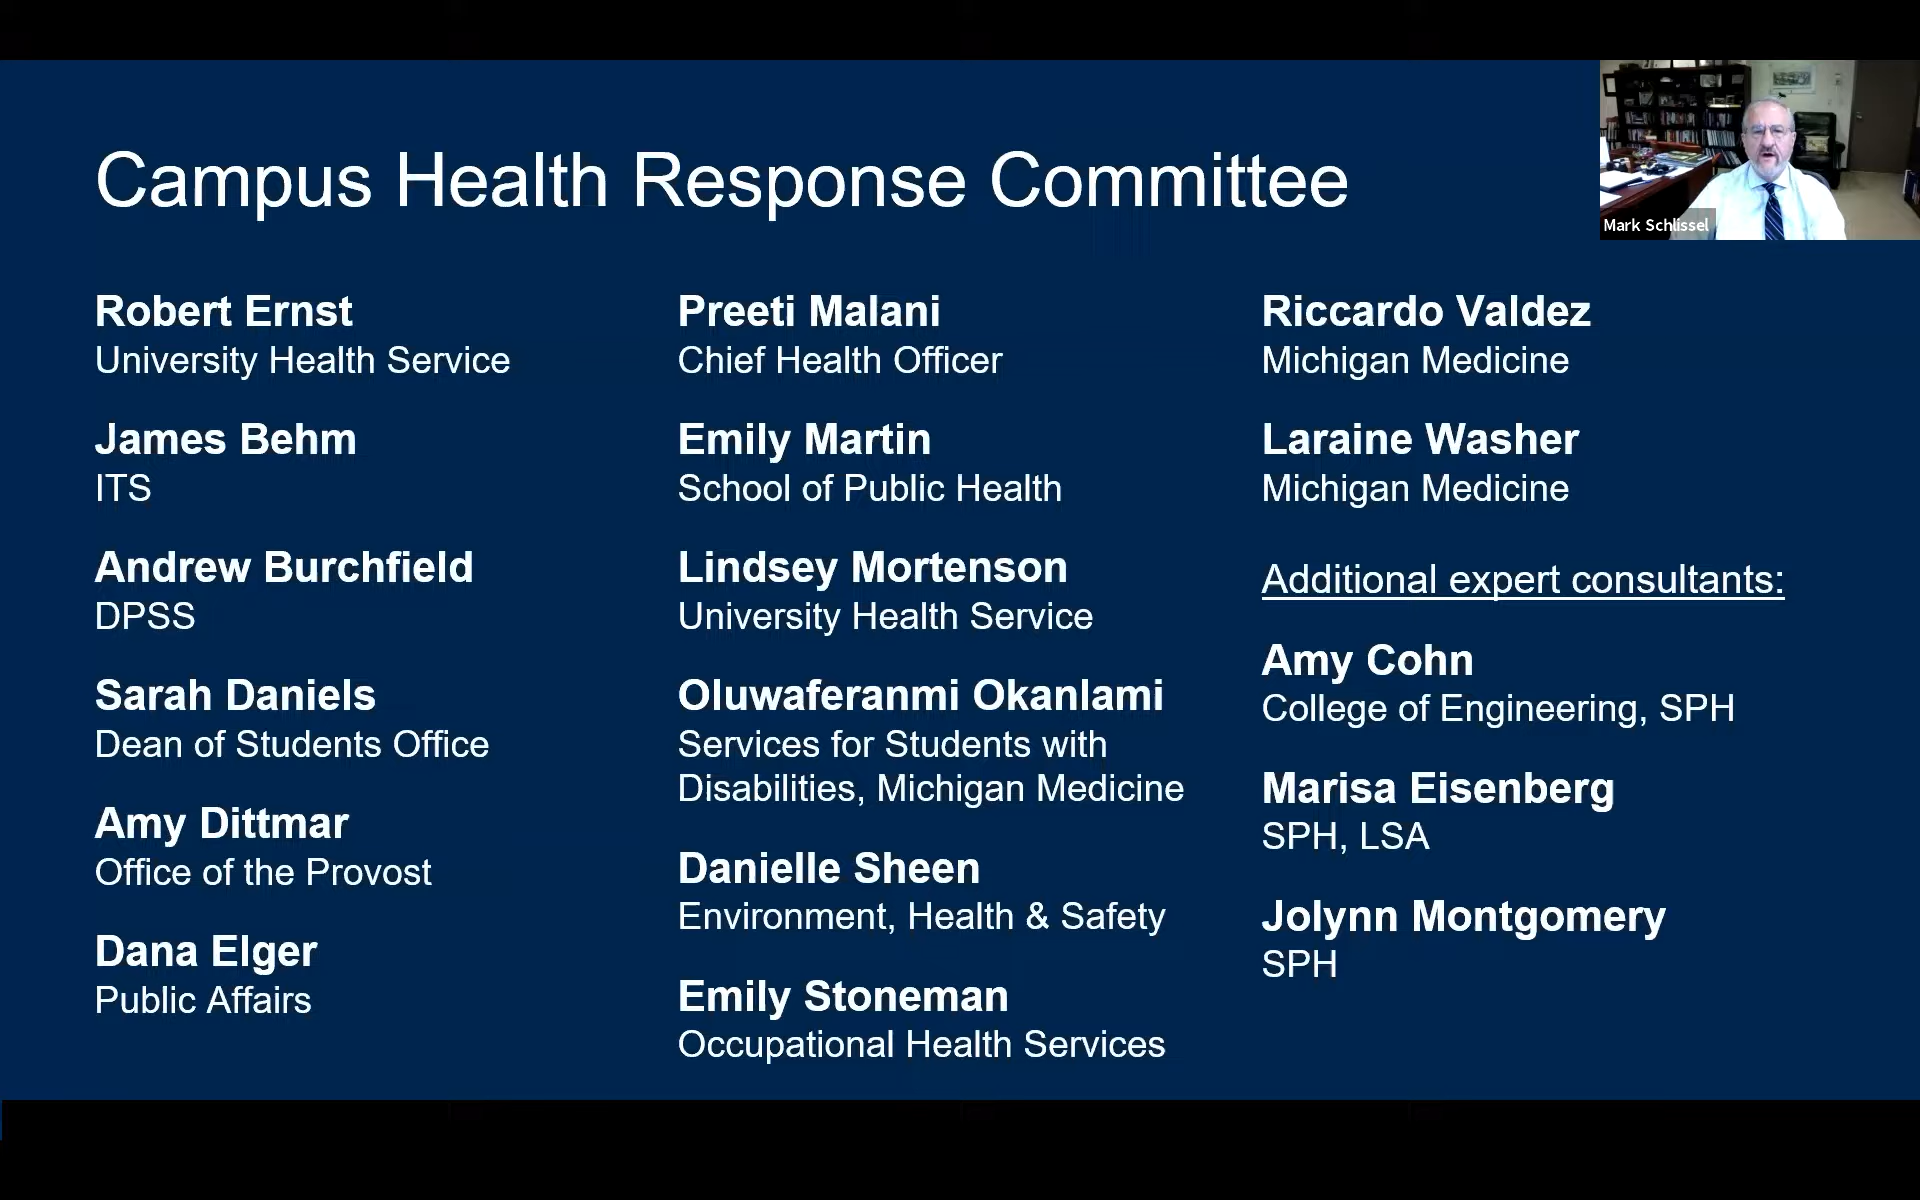 Campus Health Response Committee
Mark Schlissel
Robert Ernst
University Health Service
James Behm
ITS
Andrew Burchfield
DPSS
Sarah Daniels
Dean of Students Office
Amy Dittmar
Office of the Provost
Dana Elger
Public Affairs
Preeti Malani
Chief Health Officer
Emily Martin
School of Public Health
Lindsey Mortenson
University Health Service
Oluwaferanmi Okanlami
Services for Students with
Disabilities, Michigan Medicine
Danielle Sheen
Environment, Health & Safety
Emily Stoneman
Occupational Health Services
Riccardo Valdez
Michigan Medicine
Laraine Washer
Michigan Medicine
Additional expert consultants:
Amy Cohn
College of Engineering, SPH
Marisa Eisenberg
SPH, LSA
Jolynn Montgomery
SPH